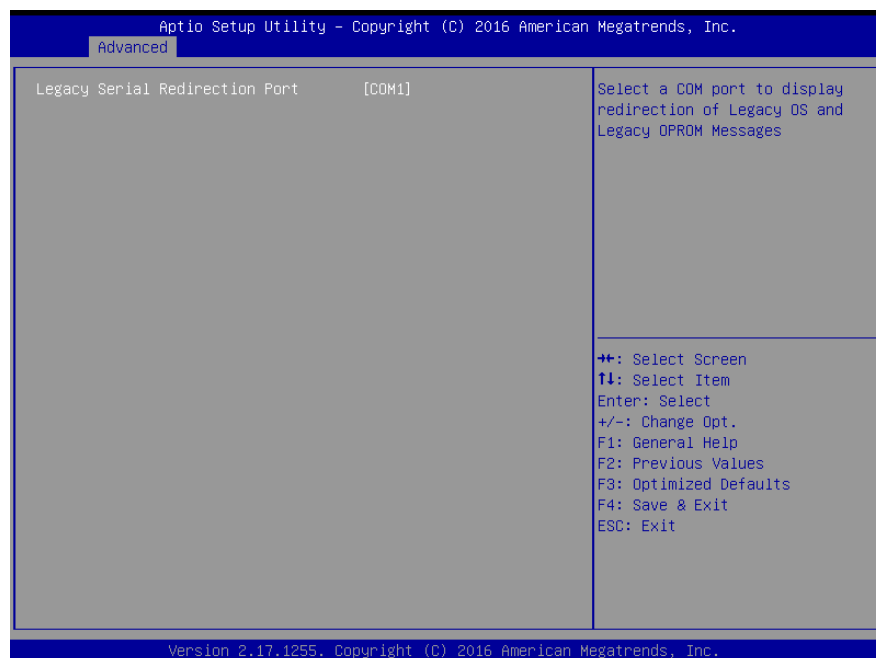 Aptio Setup Utility – Copyright (C) 2016 American Megatrends, Inc.
Advanced
Legacy Serial Redirection Port [COM1]
Select a COM port to display
redirection of Legacy OS and
Legacy OPROM Messages
→←: Select Screen
↑↓: Select Item
Enter: Select
+/-: Change Opt.
F1: General Help
F2: Previous Values
F3: Optimized Defaults
F4: Save & Exit
ESC: Exit
Version 2.17.1255. Copyright (C) 2016 American Megatrends, Inc.